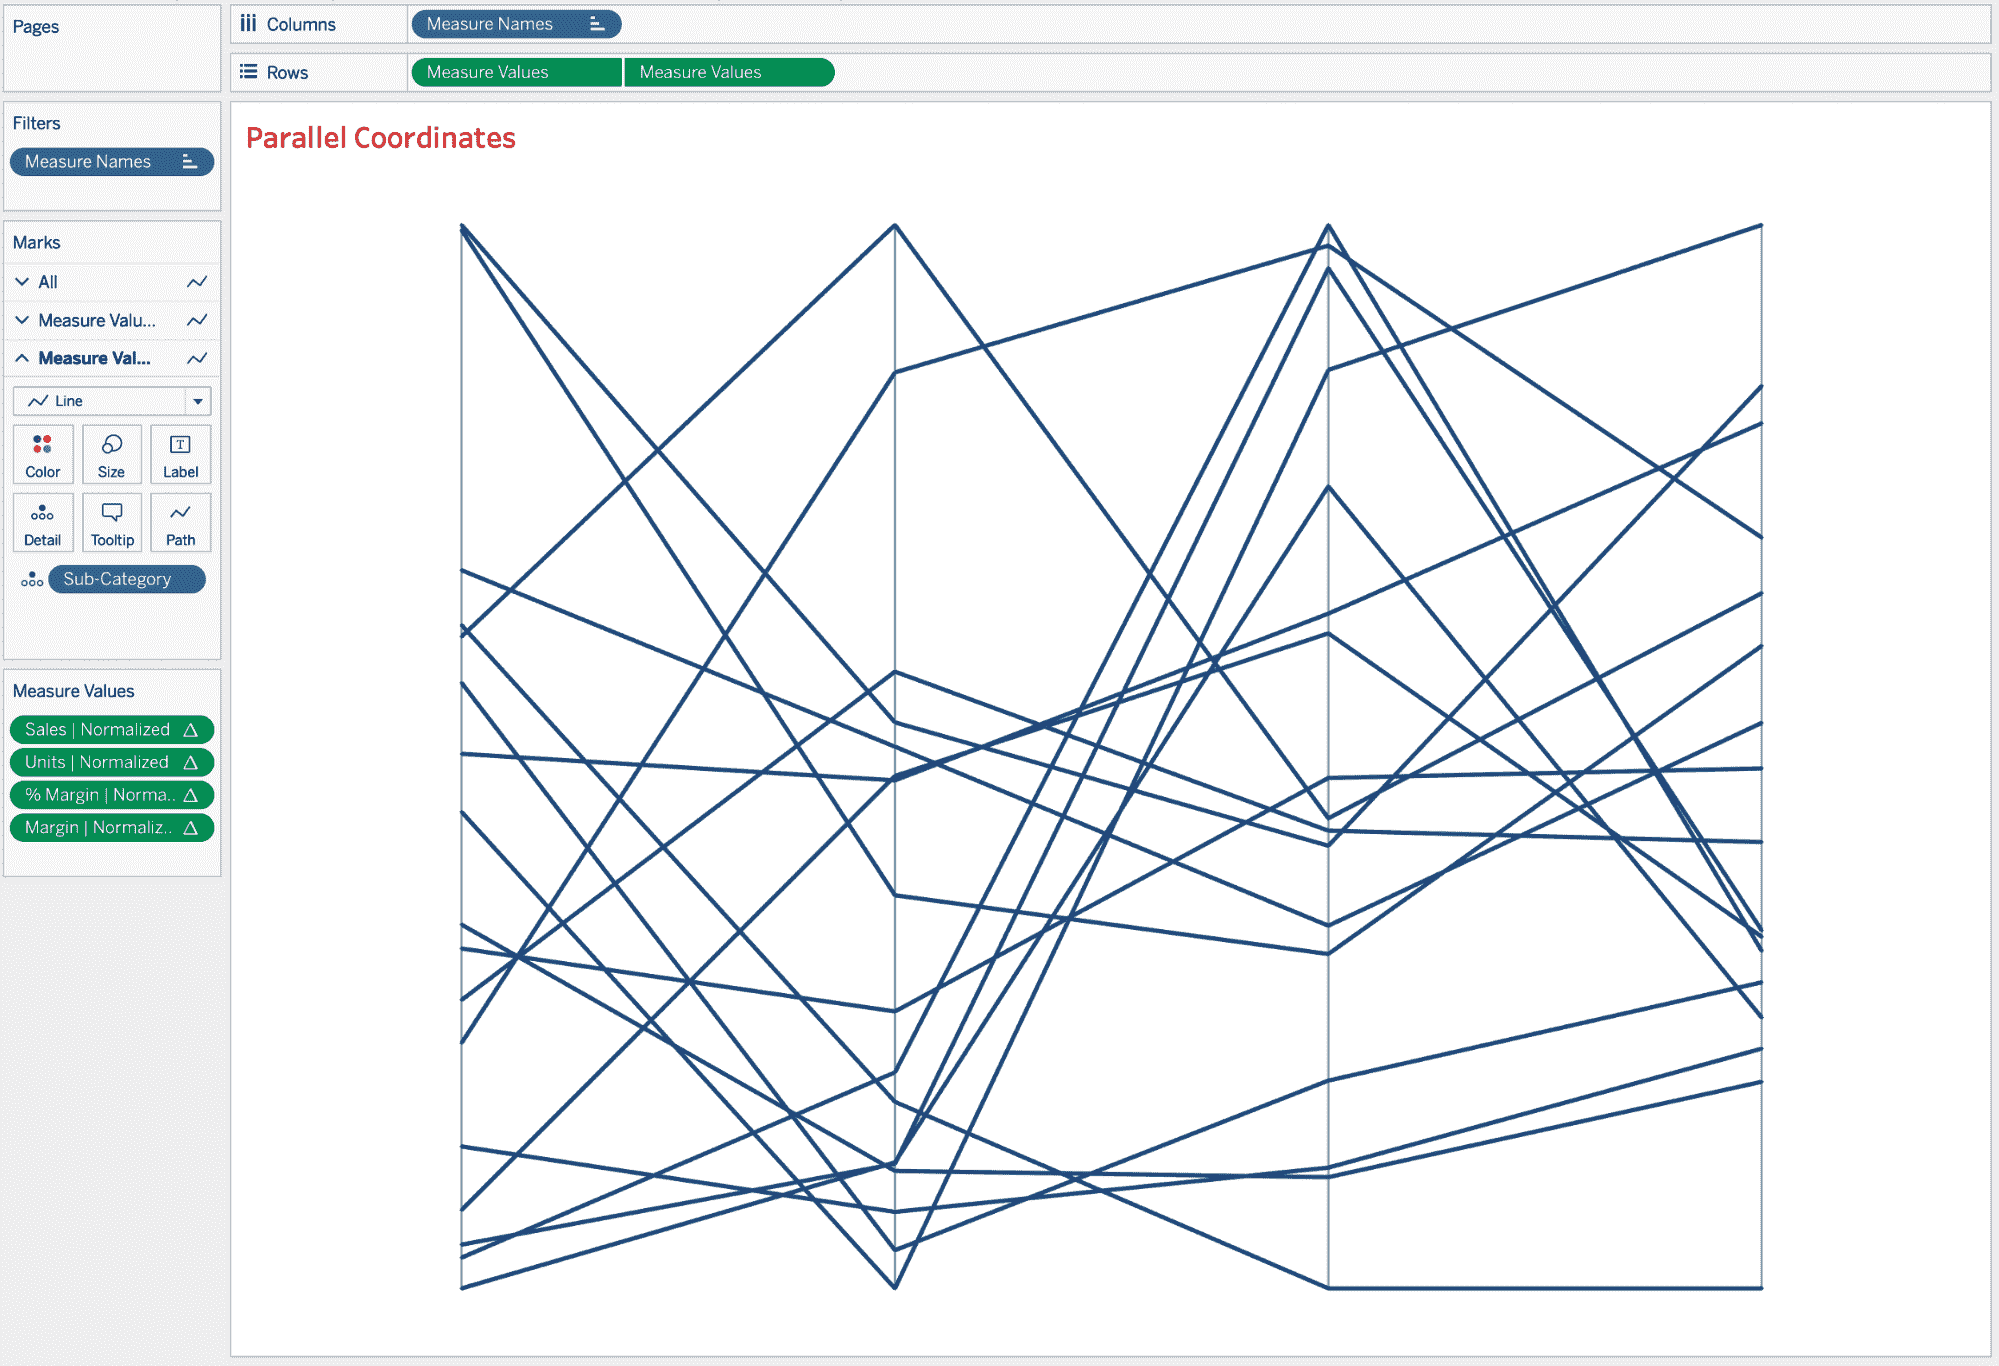 Pages
Columns
Measure Names
Rows
Measure Values
Measure Values
Filters
Measure Names
Parallel Coordinates
Marks
All
Measure Valu...
Measure Val...
Line
Color
Size
Label
Detail
Tooltip
Path
Sub-Category
Measure Values
Sales | Normalized
Units | Normalized
% Margin | Norma..
Margin | Normaliz..